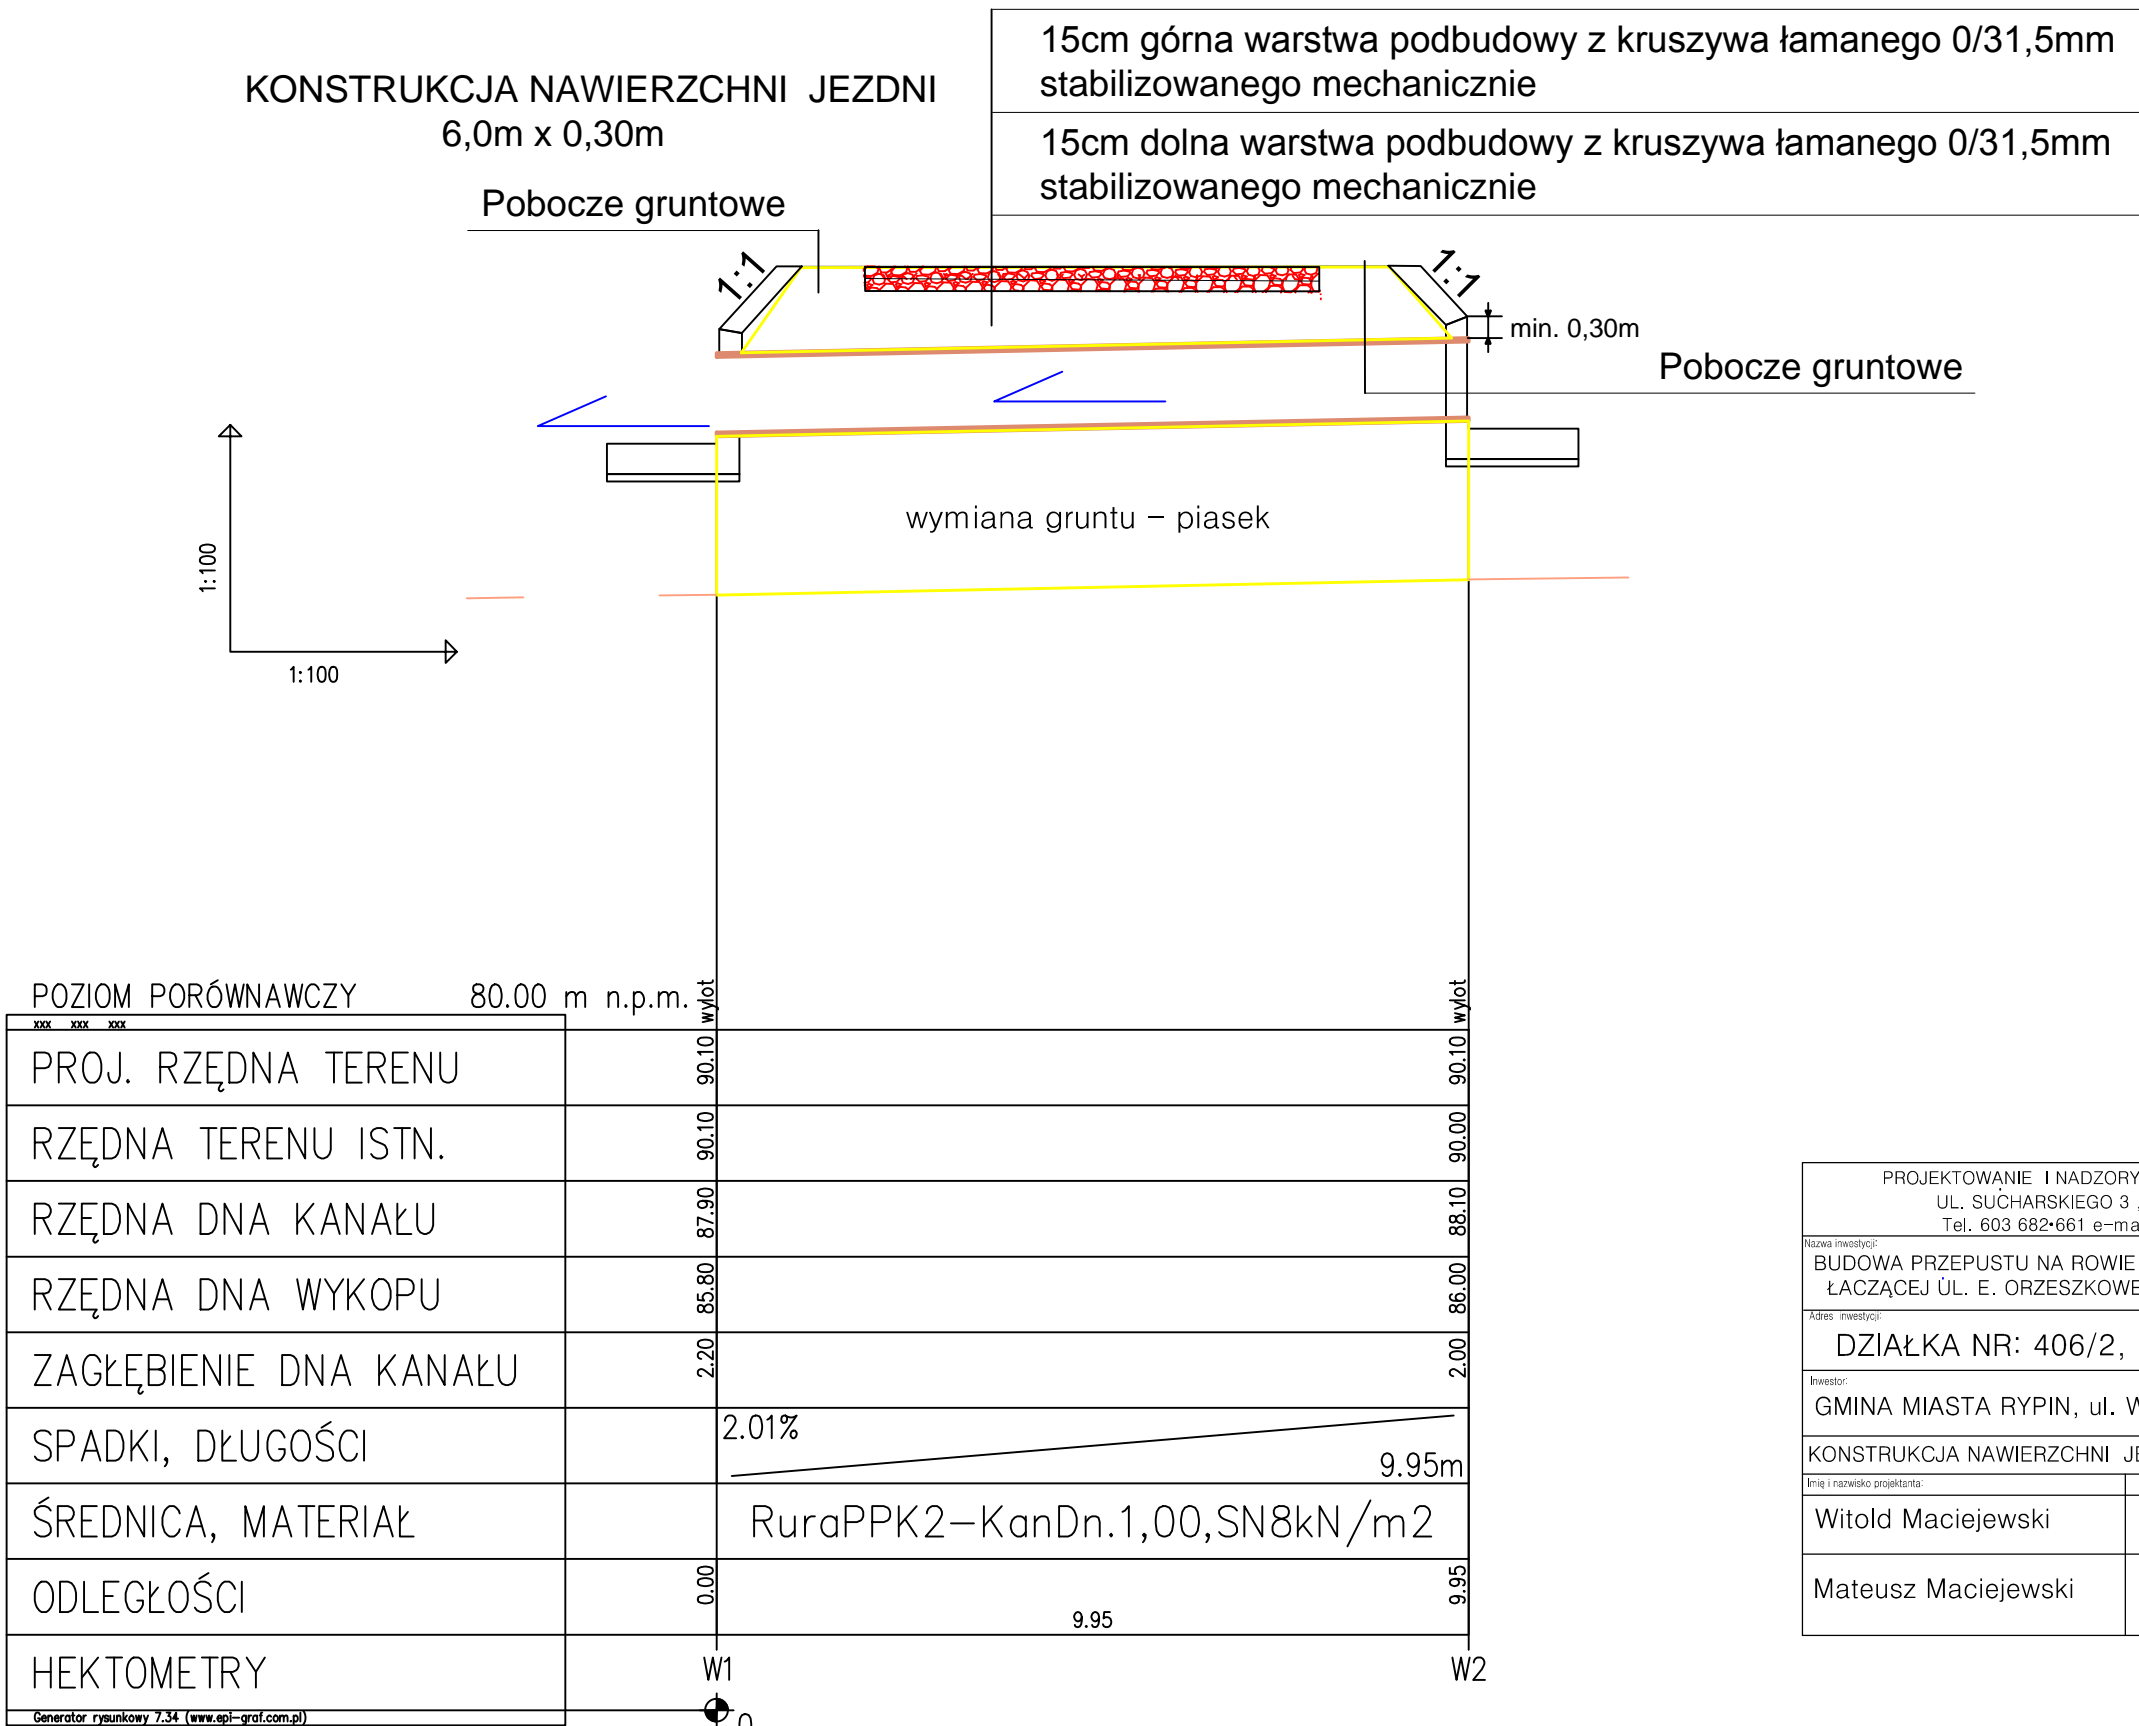 15cm górna warstwa podbudowy z kruszywa łamanego 0/31,5mm
stabilizowanego mechanicznie
KONSTRUKCJA NAWIERZCHNI JEZDNI
6,0m x 0,30m
15cm dolna warstwa podbudowy z kruszywa łamanego 0/31,5mm
stabilizowanego mechanicznie
Pobocze gruntowe
1:1
1:1
min. 0,30m
Pobocze gruntowe
wymiana gruntu – piasek
1:100
1:100
POZIOM PORÓWNAWCZY 80.00 m n.p.m.
wylot
wylot
xxx xxx xxx
PROJ. RZĘDNA TERENU 90.10 90.10
RZĘDNA TERENU ISTN. 90.10 90.00
RZĘDNA DNA KANAŁU 87.90 88.10
RZĘDNA DNA WYKOPU 85.80 86.00
ZAGŁĘBIENIE DNA KANAŁU 2.20 2.00
SPADKI, DŁUGOŚCI 2.01% 9.95m
ŚREDNICA, MATERIAŁ RuraPPK2–KanDn.1,00,SN8kN/m2
ODLEGŁOŚCI 0.00 9.95 9.95
HEKTOMETRY W1 W2
Generator rysunkowy 7.34 (www.epi-graf.com.pl)
0
PROJEKTOWANIE I NADZORY
UL. SUCHARSKIEGO 3 ,
Tel. 603 682•661 e–ma
Nazwa inwestycji:
BUDOWA PRZEPUSTU NA ROWIE
ŁACZĄCEJ UL. E. ORZESZKOWE
Adres inwestycji:
DZIAŁKA NR: 406/2,
Inwestor:
GMINA MIASTA RYPIN, ul. W
KONSTRUKCJA NAWIERZCHNI JE
Imię i nazwisko projektanta:
Witold Maciejewski
Mateusz Maciejewski